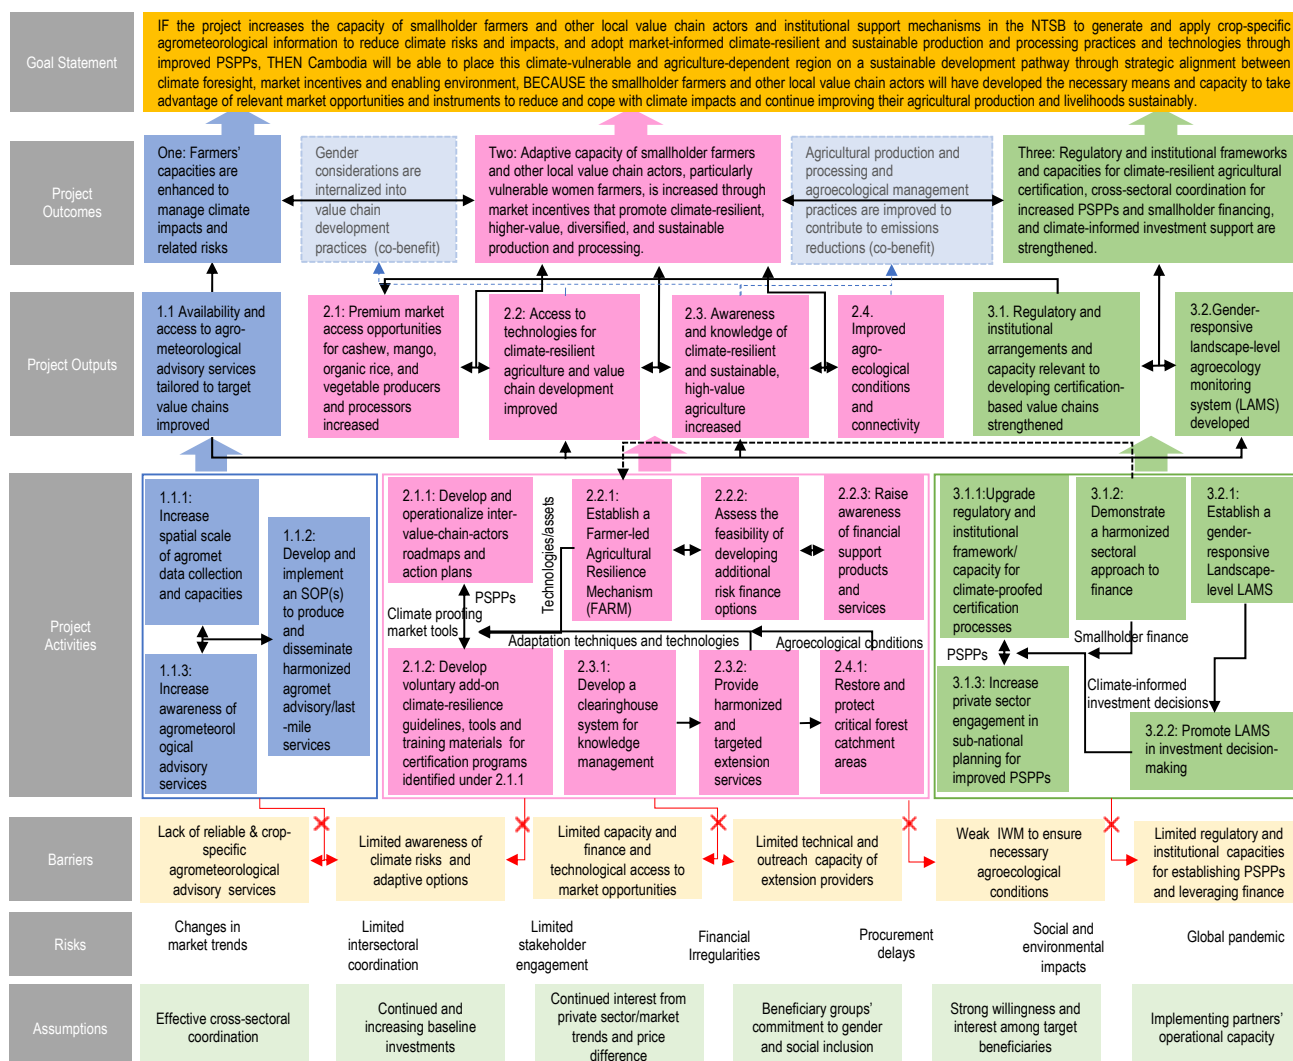 Goal Statement
IF the project increases the capacity of smallholder farmers and other local value chain actors and institutional support mechanisms in the NTSB to generate and apply crop-specific
agrometeorological information to reduce climate risks and impacts, and adopt market-informed climate-resilient and sustainable production and processing practices and technologies through
improved PSPPs, THEN Cambodia will be able to place this climate-vulnerable and agriculture-dependent region on a sustainable development pathway through strategic alignment between
climate foresight, market incentives and enabling environment, BECAUSE the smallholder farmers and other local value chain actors will have developed the necessary means and capacity to take
advantage of relevant market opportunities and instruments to reduce and cope with climate impacts and continue improving their agricultural production and livelihoods sustainably.
Project
Outcomes
One: Farmers'
capacities are
enhanced to
manage climate
impacts and
related risks
Gender
considerations are
internalized into
value chain
development
practices (co-benefit)
Two: Adaptive capacity of smallholder farmers
and other local value chain actors, particularly
vulnerable women farmers, is increased through
market incentives that promote climate-resilient,
higher-value, diversified, and sustainable
production and processing.
Agricultural production and
processing and
agroecological management
practices are improved to
contribute to emissions
reductions (co-benefit)
Three: Regulatory and institutional frameworks
and capacities for climate-resilient agricultural
certification, cross-sectoral coordination for
increased PSPPs and smallholder financing,
and climate-informed investment support are
strengthened.
Project Outputs
1.1 Availability and
access to agro-
meteorological
advisory services
tailored to target
value chains
improved
2.1: Premium market
access opportunities
for cashew, mango,
organic rice, and
vegetable producers
and processors
increased
2.2: Access to
technologies for
climate-resilient
agriculture and value
chain development
improved
2.3. Awareness and
knowledge of
climate-resilient
and sustainable,
high-value
agriculture
increased
2.4.
Improved
agro-
ecological
conditions
and
connectivity
3.1. Regulatory and
institutional
arrangements and
capacity relevant to
developing certification-
based value chains
strengthened
3.2.Gender-
responsive
landscape-level
agroecology
monitoring
system (LAMS)
developed
Project
Activities
1.1.1:
Increase
spatial scale
of agromet
data collection
and capacities
1.1.2:
Develop and
implement
an SOP(s)
to produce
and
disseminate
harmonized
agromet
advisory/last
-mile
services
1.1.3:
Increase
awareness of
agrometeorol
ogical
advisory
services
2.1.1: Develop and
operationalize inter-
value-chain-actors
roadmaps and
action plans
PSPPs
Climate proofing
market tools
2.1.2: Develop
voluntary add-on
climate-resilience
guidelines, tools and
training materials for
certification programs
identified under 2.1.1
Technologies/assets
2.2.1:
Establish a
Farmer-led
Agricultural
Resilience
Mechanism
(FARM)
2.2.2:
Assess the
feasibility of
developing
additional
risk finance
options
2.2.3: Raise
awareness
of financial
support
products
and
services
Adaptation techniques and technologies
Agroecological conditions
2.3.1:
Develop a
clearinghouse
system for
knowledge
management
2.3.2:
Provide
harmonized
and
targeted
extension
services
2.4.1:
Restore and
protect
critical forest
catchment
areas
3.1.1:Upgrade
regulatory and
institutional
framework/
capacity for
climate-proofed
certification
processes
3.1.2:
Demonstrate
a harmonized
sectoral
approach to
finance
3.2.1:
Establish a
gender-
responsive
Landscape-
level LAMS
Smallholder finance
PSPPs
Climate-informed
investment decisions
3.1.3: Increase
private sector
engagement in
sub-national
planning for
improved PSPPs
3.2.2: Promote LAMS
in investment decision-
making
Barriers
Lack of reliable & crop-
specific
agrometeorological
advisory services
Limited awareness of
climate risks and
adaptive options
Limited capacity and
finance and
technological access to
market opportunities
Limited technical and
outreach capacity of
extension providers
Weak IWM to ensure
necessary
agroecological
conditions
Limited regulatory and
institutional capacities
for establishing PSPPs
and leveraging finance
Risks
Changes in
market trends
Limited
intersectoral
coordination
Limited
stakeholder
engagement
Financial
Irregularities
Procurement
delays
Social and
environmental
impacts
Global pandemic
Assumptions
Effective cross-sectoral
coordination
Continued and
increasing baseline
investments
Continued interest from
private sector/market
trends and price
difference
Beneficiary groups'
commitment to gender
and social inclusion
Strong willingness and
interest among target
beneficiaries
Implementing partners'
operational capacity